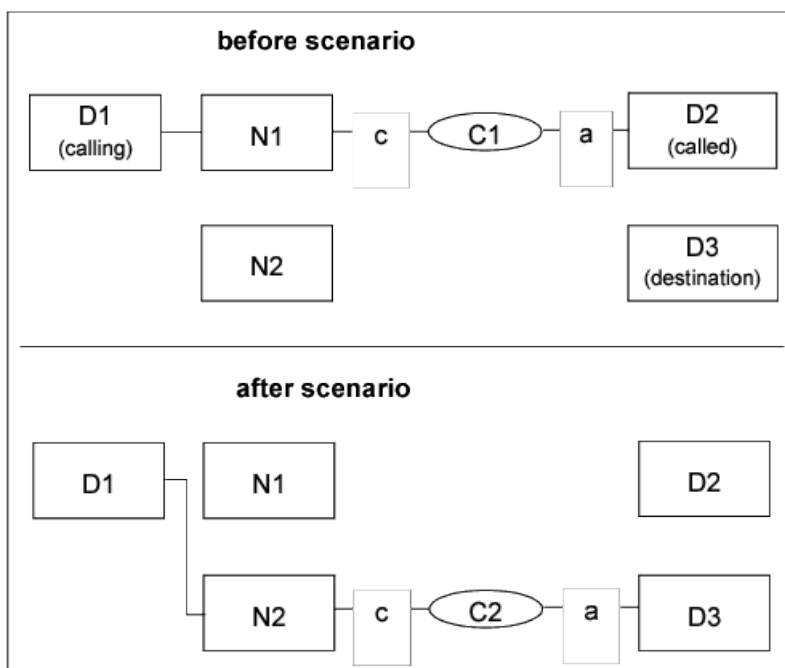 before scenario
D1
(calling)
N1
c
C1
a
D2
(called)
N2
D3
(destination)
after scenario
D1
N1
D2
N2
c
C2
a
D3